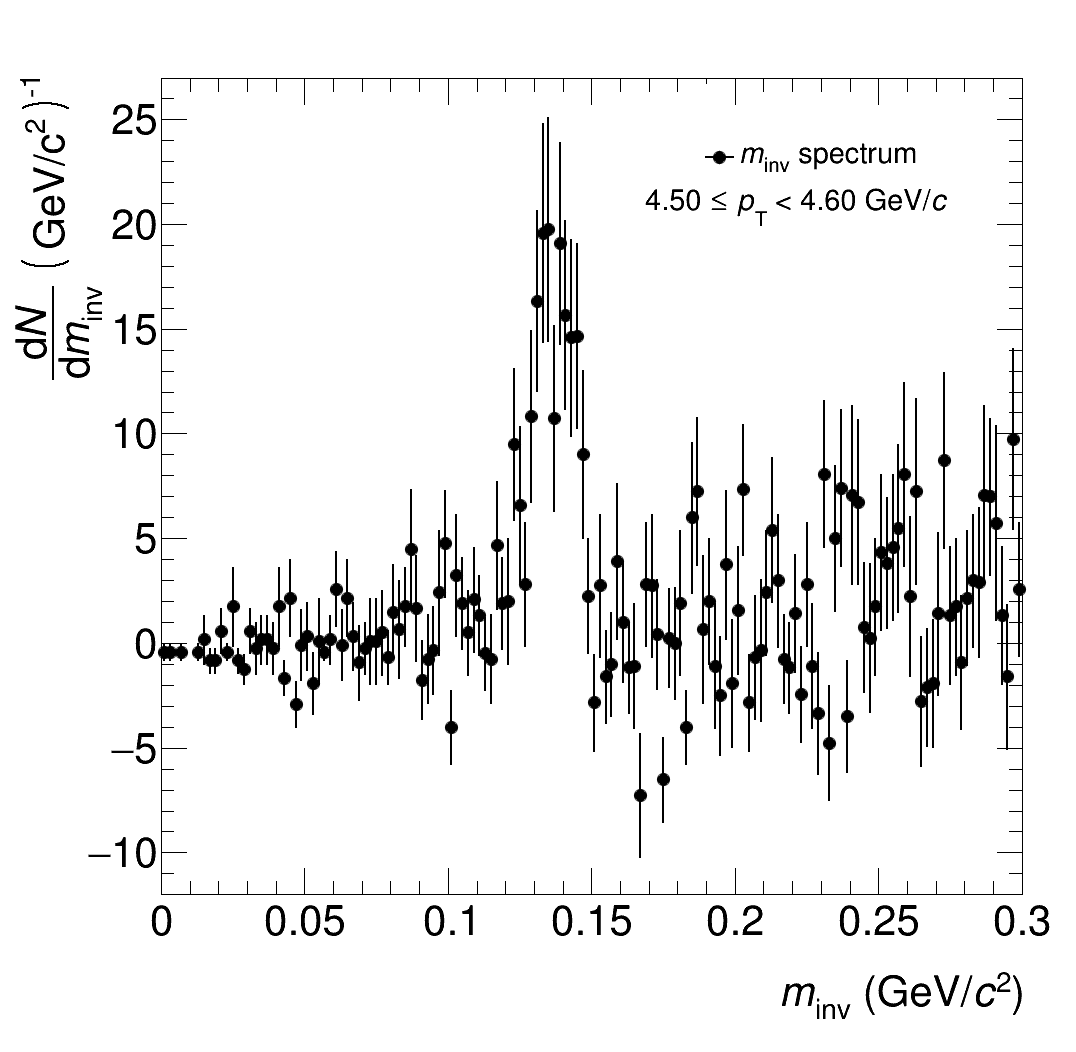 dN/dm_inv (GeV/c²)⁻¹
25
20
15
10
5
0
−5
−10
m_inv spectrum
4.50 ≤ p_T < 4.60 GeV/c
0 0.05 0.1 0.15 0.2 0.25 0.3
m_inv (GeV/c²)